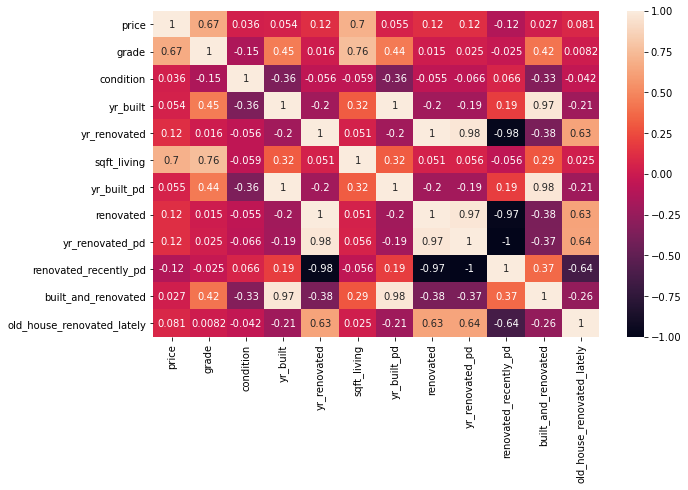 price 1 0.67 0.036 0.054 0.12 0.7 0.055 0.12 0.12 -0.12 0.027 0.081
grade 0.67 1 -0.15 0.45 0.016 0.76 0.44 0.015 0.025 -0.025 0.42 0.0082
condition 0.036 -0.15 1 -0.36 -0.056 -0.059 -0.36 -0.055 -0.066 0.066 -0.33 -0.042
yr_built 0.054 0.45 -0.36 1 -0.2 0.32 1 -0.2 -0.19 0.19 0.97 -0.21
yr_renovated 0.12 0.016 -0.056 -0.2 1 0.051 -0.2 1 0.98 -0.98 -0.38 0.63
sqft_living 0.7 0.76 -0.059 0.32 0.051 1 0.32 0.051 0.056 -0.056 0.29 0.025
yr_built_pd 0.055 0.44 -0.36 1 -0.2 0.32 1 -0.2 -0.19 0.19 0.98 -0.21
renovated 0.12 0.015 -0.055 -0.2 1 0.051 -0.2 1 0.97 -0.97 -0.38 0.63
yr_renovated_pd 0.12 0.025 -0.066 -0.19 0.98 0.056 -0.19 0.97 1 -1 -0.37 0.64
renovated_recently_pd -0.12 -0.025 0.066 0.19 -0.98 -0.056 0.19 -0.97 -1 1 0.37 -0.64
built_and_renovated 0.027 0.42 -0.33 0.97 -0.38 0.29 0.98 -0.38 -0.37 0.37 1 -0.26
old_house_renovated_lately 0.081 0.0082 -0.042 -0.21 0.63 0.025 -0.21 0.63 0.64 -0.64 -0.26 1
price
grade
condition
yr_built
yr_renovated
sqft_living
yr_built_pd
renovated
yr_renovated_pd
renovated_recently_pd
built_and_renovated
old_house_renovated_lately
1.00
0.75
0.50
0.25
0.00
−0.25
−0.50
−0.75
−1.00